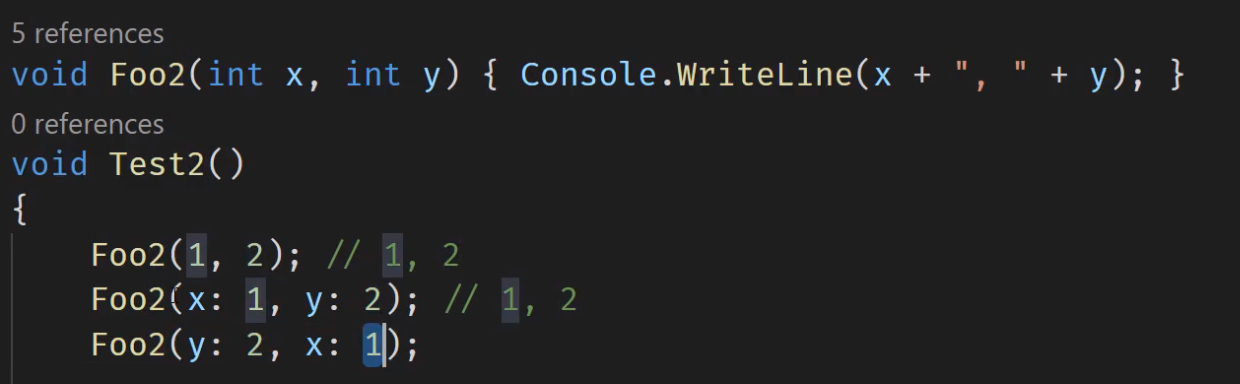 5 references
void Foo2(int x, int y) { Console.WriteLine(x + ", " + y); }
0 references
void Test2()
{
    Foo2(1, 2); // 1, 2
    Foo2(x: 1, y: 2); // 1, 2
    Foo2(y: 2, x: 1);